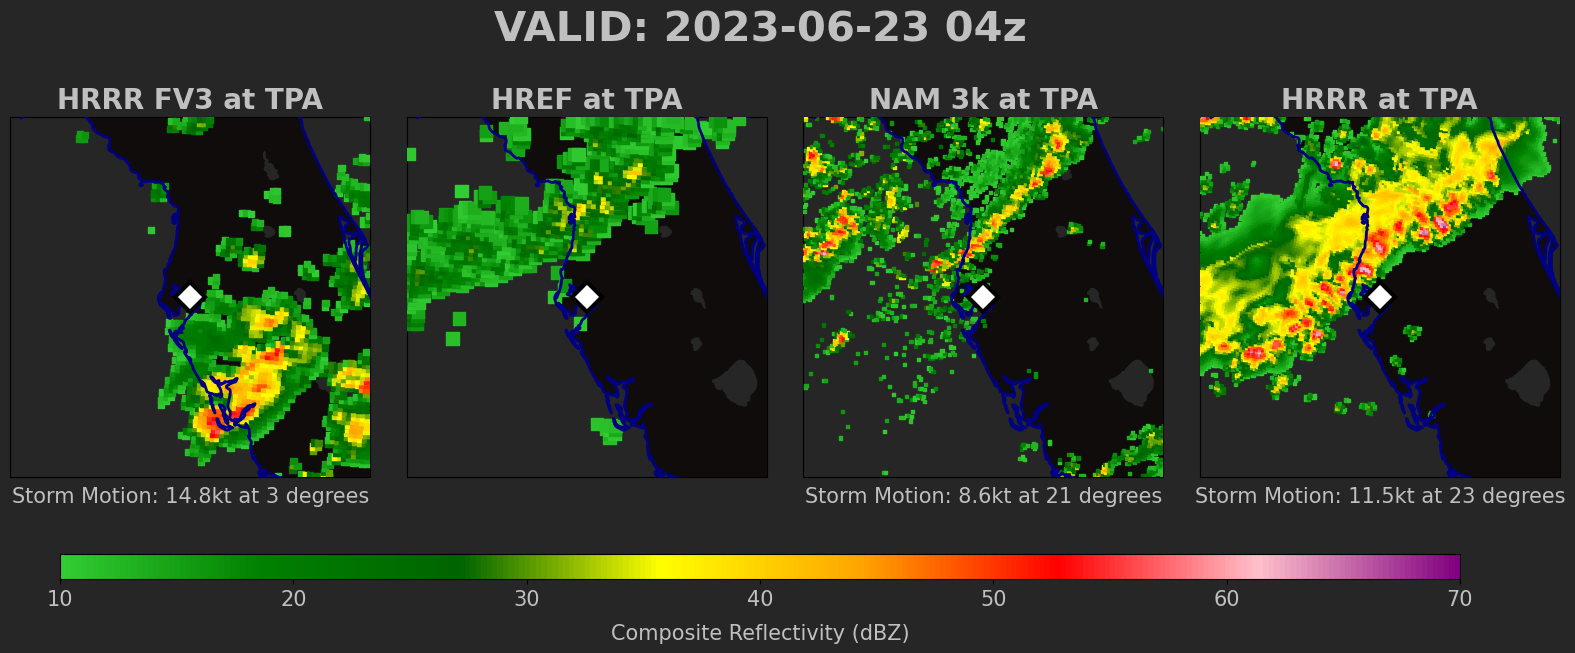 VALID: 2023-06-23 04z
HRRR FV3 at TPA
HREF at TPA
NAM 3k at TPA
HRRR at TPA
Storm Motion: 14.8kt at 3 degrees
Storm Motion: 8.6kt at 21 degrees
Storm Motion: 11.5kt at 23 degrees
10 20 30 40 50 60 70
Composite Reflectivity (dBZ)